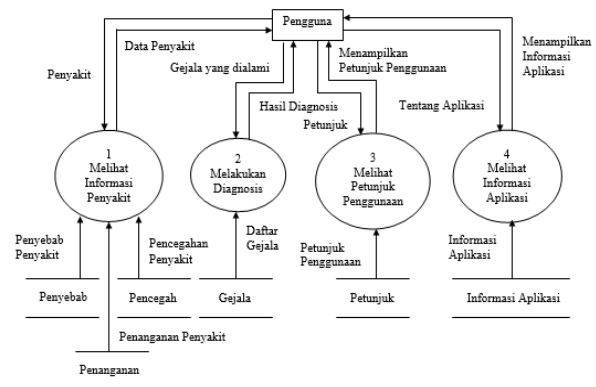 Pengguna
Penyakit
Data Penyakit
Gejala yang dialami
Hasil Diagnosis
Menampilkan
Petunjuk Penggunaan
Petunjuk
Tentang Aplikasi
Menampilkan
Informasi
Aplikasi
1
Melihat
Informasi
Penyakit
2
Melakukan
Diagnosis
3
Melihat
Petunjuk
Penggunaan
4
Melihat
Informasi
Aplikasi
Penyebab
Penyakit
Pencegahan
Penyakit
Daftar
Gejala
Petunjuk
Penggunaan
Informasi
Aplikasi
Penyebab
Pencegah
Gejala
Petunjuk
Informasi Aplikasi
Penanganan Penyakit
Penanganan